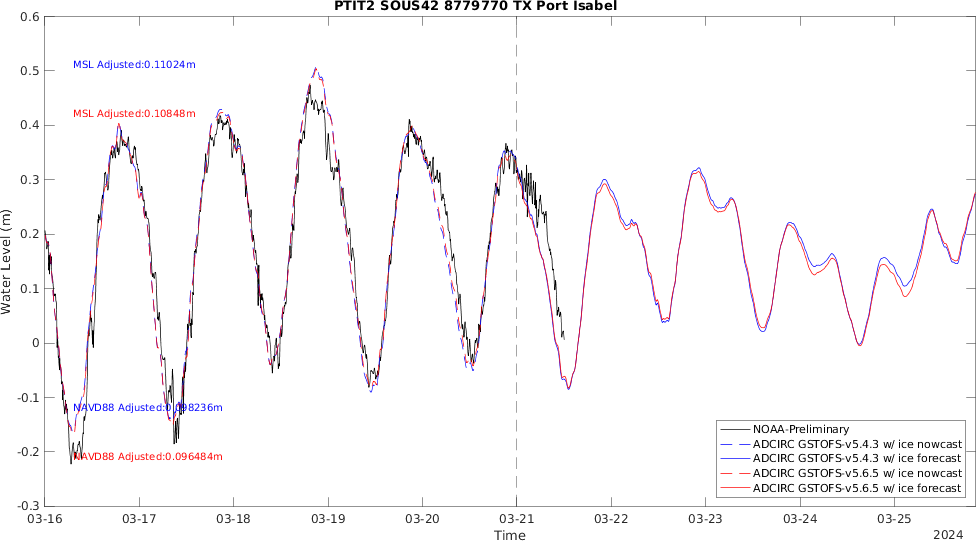 PTIT2 SOUS42 8779770 TX Port Isabel
0.6
0.5
0.4
0.3
0.2
0.1
0
-0.1
-0.2
-0.3
Water Level (m)
MSL Adjusted:0.11024m
MSL Adjusted:0.10848m
NAVD88 Adjusted:0.098236m
NAVD88 Adjusted:0.096484m
NOAA-Preliminary
ADCIRC GSTOFS-v5.4.3 w/ ice nowcast
ADCIRC GSTOFS-v5.4.3 w/ ice forecast
ADCIRC GSTOFS-v5.6.5 w/ ice nowcast
ADCIRC GSTOFS-v5.6.5 w/ ice forecast
03-16 03-17 03-18 03-19 03-20 03-21 03-22 03-23 03-24 03-25
Time
2024